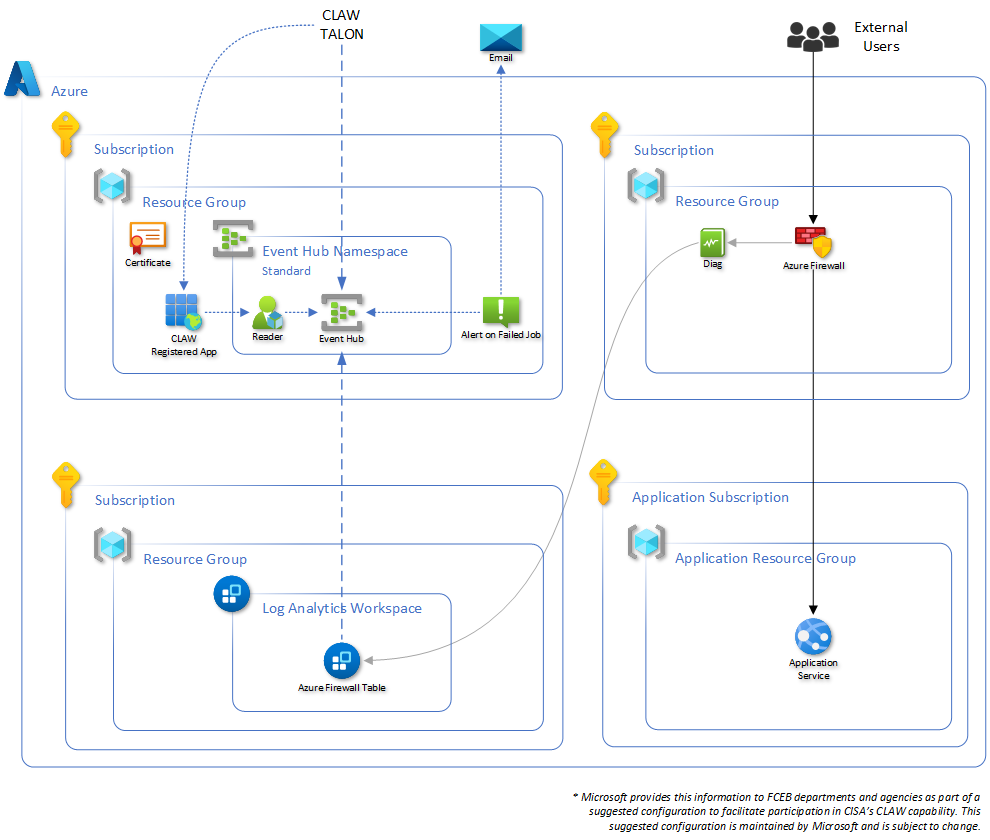 CLAW
TALON
Email
External
Users
Azure
Subscription
Resource Group
Certificate
Event Hub Namespace
Standard
CLAW
Registered App
Reader
Event Hub
Alert on Failed Job
Subscription
Resource Group
Diag
Azure Firewall
Subscription
Resource Group
Log Analytics Workspace
Azure Firewall Table
Application Subscription
Application Resource Group
Application
Service
* Microsoft provides this information to FCEB departments and agencies as part of a
suggested configuration to facilitate participation in CISA's CLAW capability. This
suggested configuration is maintained by Microsoft and is subject to change.